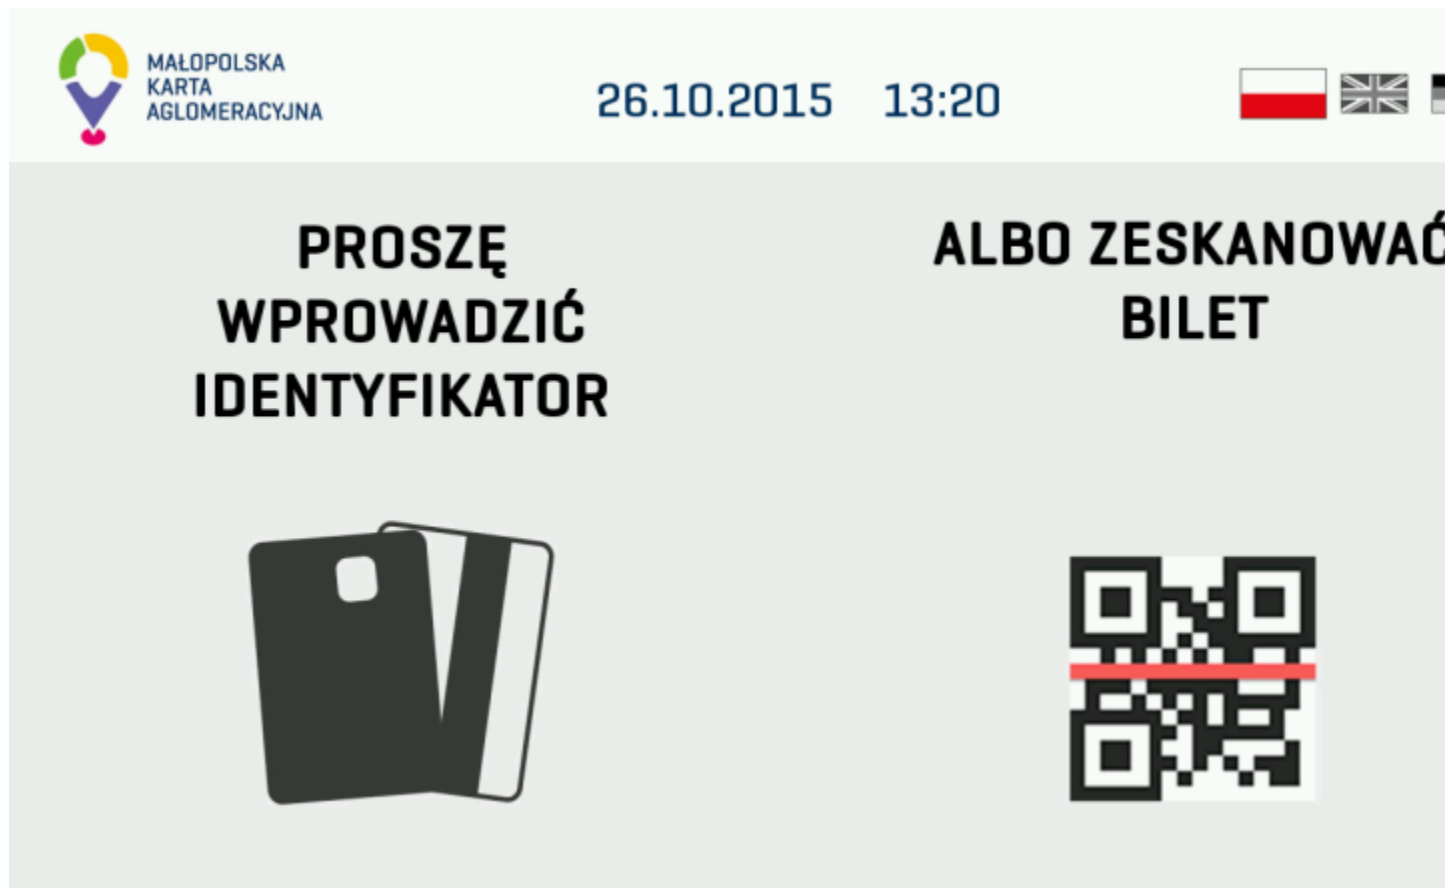 MAŁOPOLSKA
KARTA
AGLOMERACYJNA
26.10.2015 13:20
PROSZĘ
WPROWADZIĆ
IDENTYFIKATOR
ALBO ZESKANOWAĆ
BILET